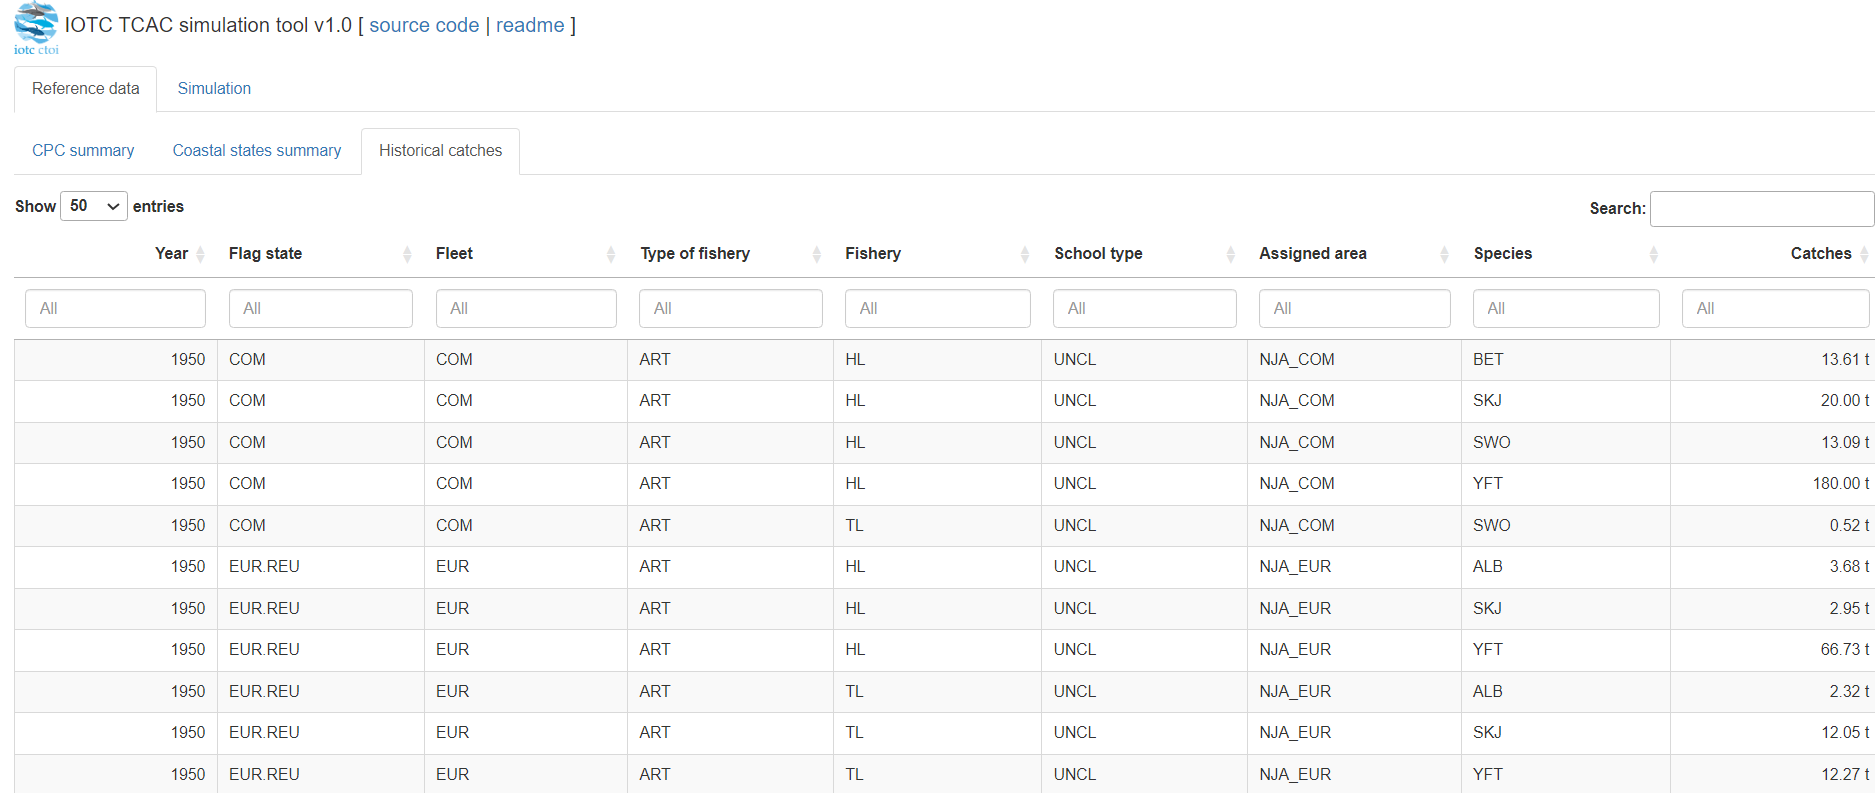 IOTC TCAC simulation tool v1.0 [ source code | readme ]
iotc ctoi
Reference data Simulation
CPC summary Coastal states summary Historical catches
Show 50 entries Search:
Year Flag state Fleet Type of fishery Fishery School type Assigned area Species Catches
All All All All All All All All All
1950 COM COM ART HL UNCL NJA_COM BET 13.61 t
1950 COM COM ART HL UNCL NJA_COM SKJ 20.00 t
1950 COM COM ART HL UNCL NJA_COM SWO 13.09 t
1950 COM COM ART HL UNCL NJA_COM YFT 180.00 t
1950 COM COM ART TL UNCL NJA_COM SWO 0.52 t
1950 EUR.REU EUR ART HL UNCL NJA_EUR ALB 3.68 t
1950 EUR.REU EUR ART HL UNCL NJA_EUR SKJ 2.95 t
1950 EUR.REU EUR ART HL UNCL NJA_EUR YFT 66.73 t
1950 EUR.REU EUR ART TL UNCL NJA_EUR ALB 2.32 t
1950 EUR.REU EUR ART TL UNCL NJA_EUR SKJ 12.05 t
1950 EUR.REU EUR ART TL UNCL NJA_EUR YFT 12.27 t